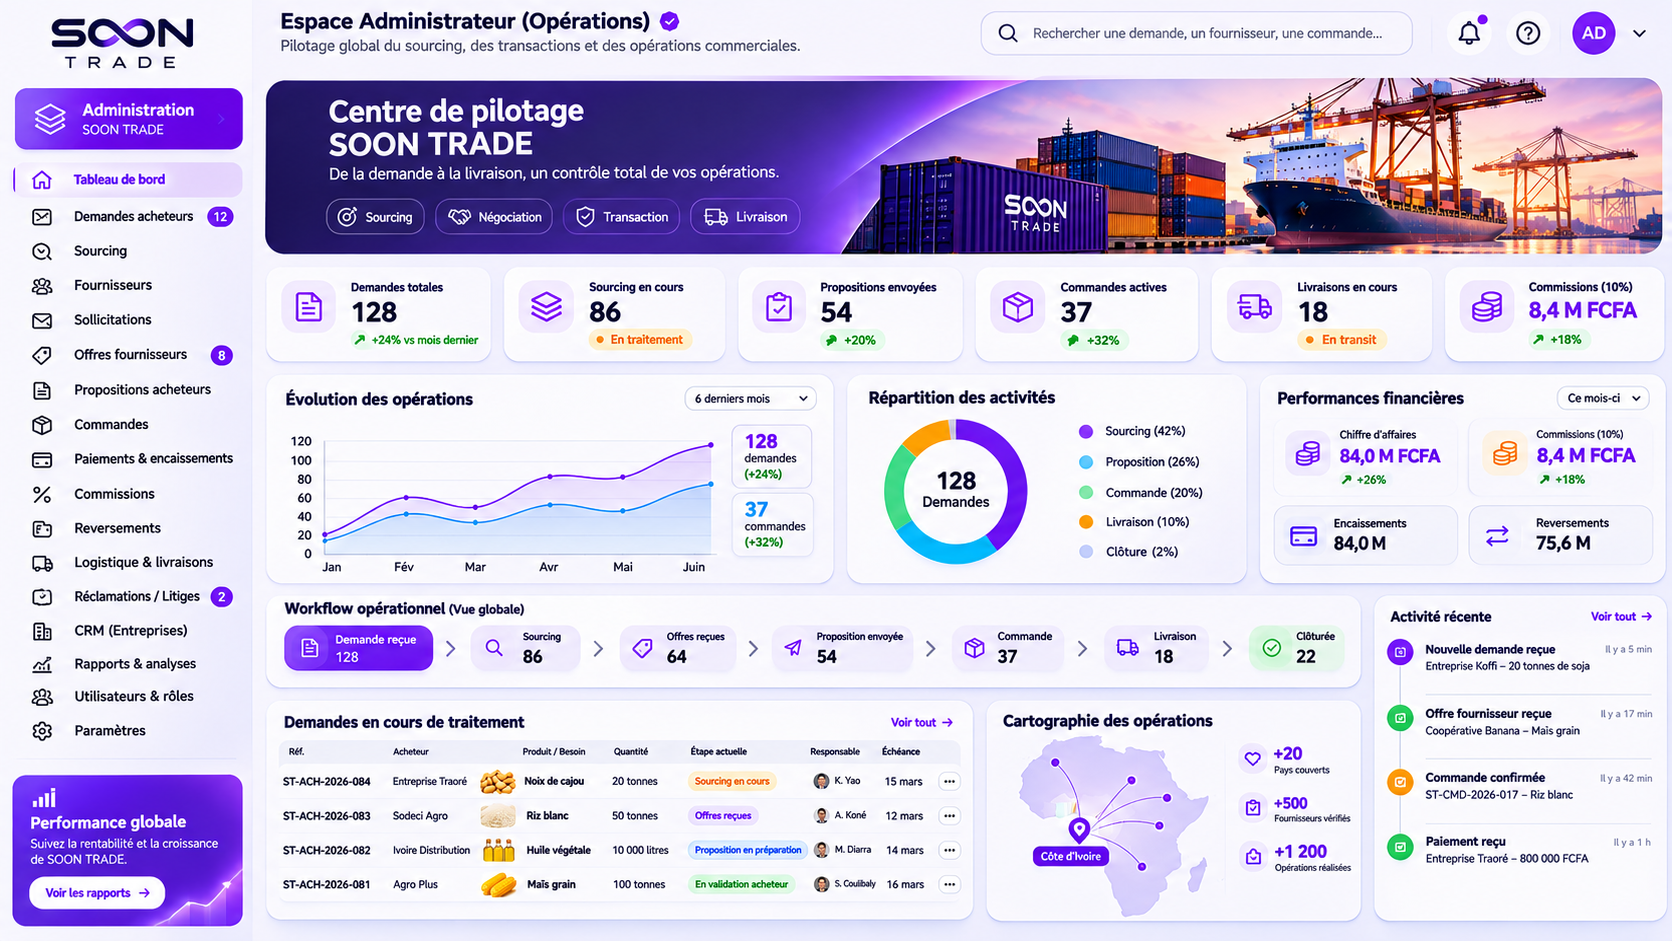 SOON
TRADE
Administration
SOON TRADE
Tableau de bord
Demandes acheteurs 12
Sourcing
Fournisseurs
Sollicitations
Offres fournisseurs 8
Propositions acheteurs
Commandes
Paiements & encaissements
Commissions
Reversements
Logistique & livraisons
Réclamations / Litiges 2
CRM (Entreprises)
Rapports & analyses
Utilisateurs & rôles
Paramètres
Performance globale
Suivez la rentabilité et la croissance
de SOON TRADE.
Voir les rapports →
Espace Administrateur (Opérations)
Pilotage global du sourcing, des transactions et des opérations commerciales.
Rechercher une demande, un fournisseur, une commande...
AD
Centre de pilotage
SOON TRADE
De la demande à la livraison, un contrôle total de vos opérations.
Sourcing Négociation Transaction Livraison
SOON
TRADE
Demandes totales
128
+24% vs mois dernier
Sourcing en cours
86
En traitement
Propositions envoyées
54
+20%
Commandes actives
37
+32%
Livraisons en cours
18
En transit
Commissions (10%)
8,4 M FCFA
+18%
Évolution des opérations
6 derniers mois
120
100
80
60
40
20
0
Jan Fév Mar Avr Mai Juin
128
demandes
(+24%)
37
commandes
(+32%)
Répartition des activités
128
Demandes
Sourcing (42%)
Proposition (26%)
Commande (20%)
Livraison (10%)
Clôture (2%)
Performances financières
Ce mois-ci
Chiffre d'affaires
84,0 M FCFA
+26%
Commissions (10%)
8,4 M FCFA
+18%
Encaissements
84,0 M
Reversements
75,6 M
Workflow opérationnel (Vue globale)
Demande reçue
128
Sourcing
86
Offres reçues
64
Proposition envoyée
54
Commande
37
Livraison
18
Clôturée
22
Activité récente
Voir tout →
Nouvelle demande reçue Il y a 5 min
Entreprise Koffi – 20 tonnes de soja
Offre fournisseur reçue Il y a 17 min
Coopérative Banana – Maïs grain
Commande confirmée Il y a 42 min
ST-CMD-2026-017 – Riz blanc
Paiement reçu Il y a 1 h
Entreprise Traoré – 800 000 FCFA
Demandes en cours de traitement
Voir tout →
Réf. Acheteur Produit / Besoin Quantité Étape actuelle Responsable Échéance
ST-ACH-2026-084 Entreprise Traoré Noix de cajou 20 tonnes Sourcing en cours K. Yao 15 mars
ST-ACH-2026-083 Sodeci Agro Riz blanc 50 tonnes Offres reçues A. Koné 12 mars
ST-ACH-2026-082 Ivoire Distribution Huile végétale 10 000 litres Proposition en préparation M. Diarra 14 mars
ST-ACH-2026-081 Agro Plus Maïs grain 100 tonnes En validation acheteur S. Coulibaly 16 mars
Cartographie des opérations
Côte d'Ivoire
+20
Pays couverts
+500
Fournisseurs vérifiés
+1 200
Opérations réalisées